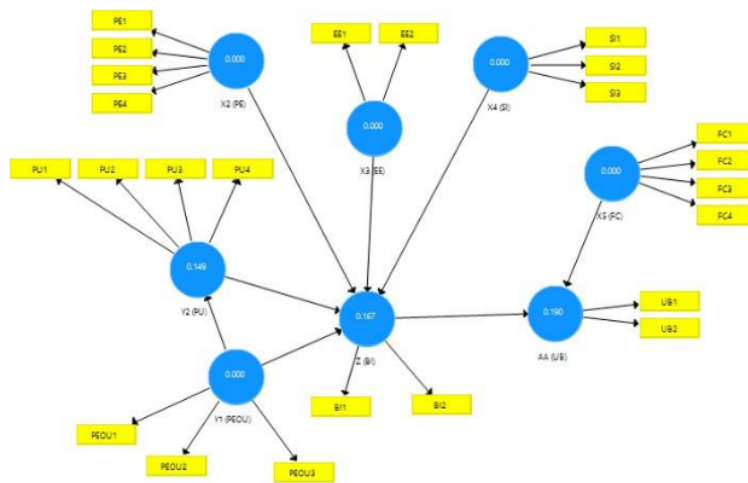 PE1
PE2
PE3
PE4
0.000
X2 (PE)
EE1
EE2
0.000
X3 (EE)
0.000
X4 (SI)
SI1
SI2
SI3
0.000
X5 (FC)
FC1
FC2
FC3
FC4
PU1
PU2
PU3
PU4
0.149
Y2 (PU)
0.167
Z (BI)
0.190
AA (UB)
UB1
UB2
0.000
Y1 (PEOU)
BI1
BI2
PEOU1
PEOU2
PEOU3